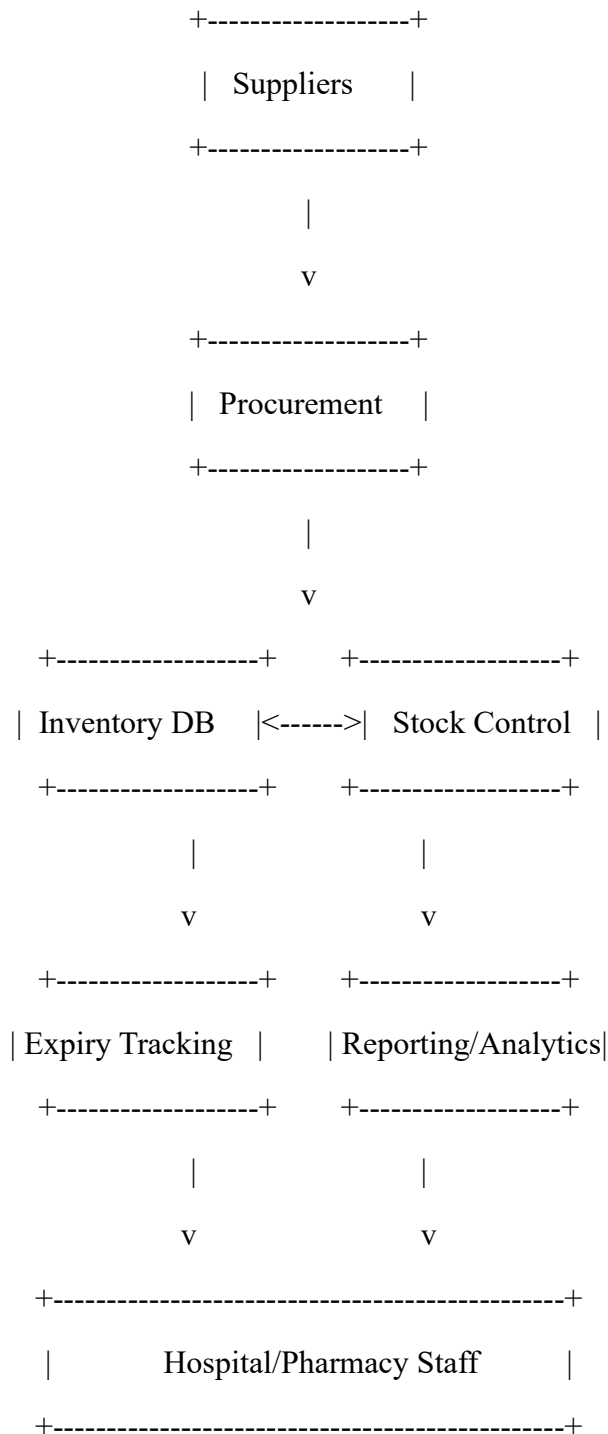 +-------------------+
| Suppliers |
+-------------------+
|
v
+-------------------+
| Procurement |
+-------------------+
|
v
+-------------------+ +-------------------+
| Inventory DB |<------>| Stock Control |
+-------------------+ +-------------------+
| |
v v
+-------------------+ +-------------------+
| Expiry Tracking | | Reporting/Analytics|
+-------------------+ +-------------------+
| |
v v
+------------------------------------------------+
| Hospital/Pharmacy Staff |
+------------------------------------------------+